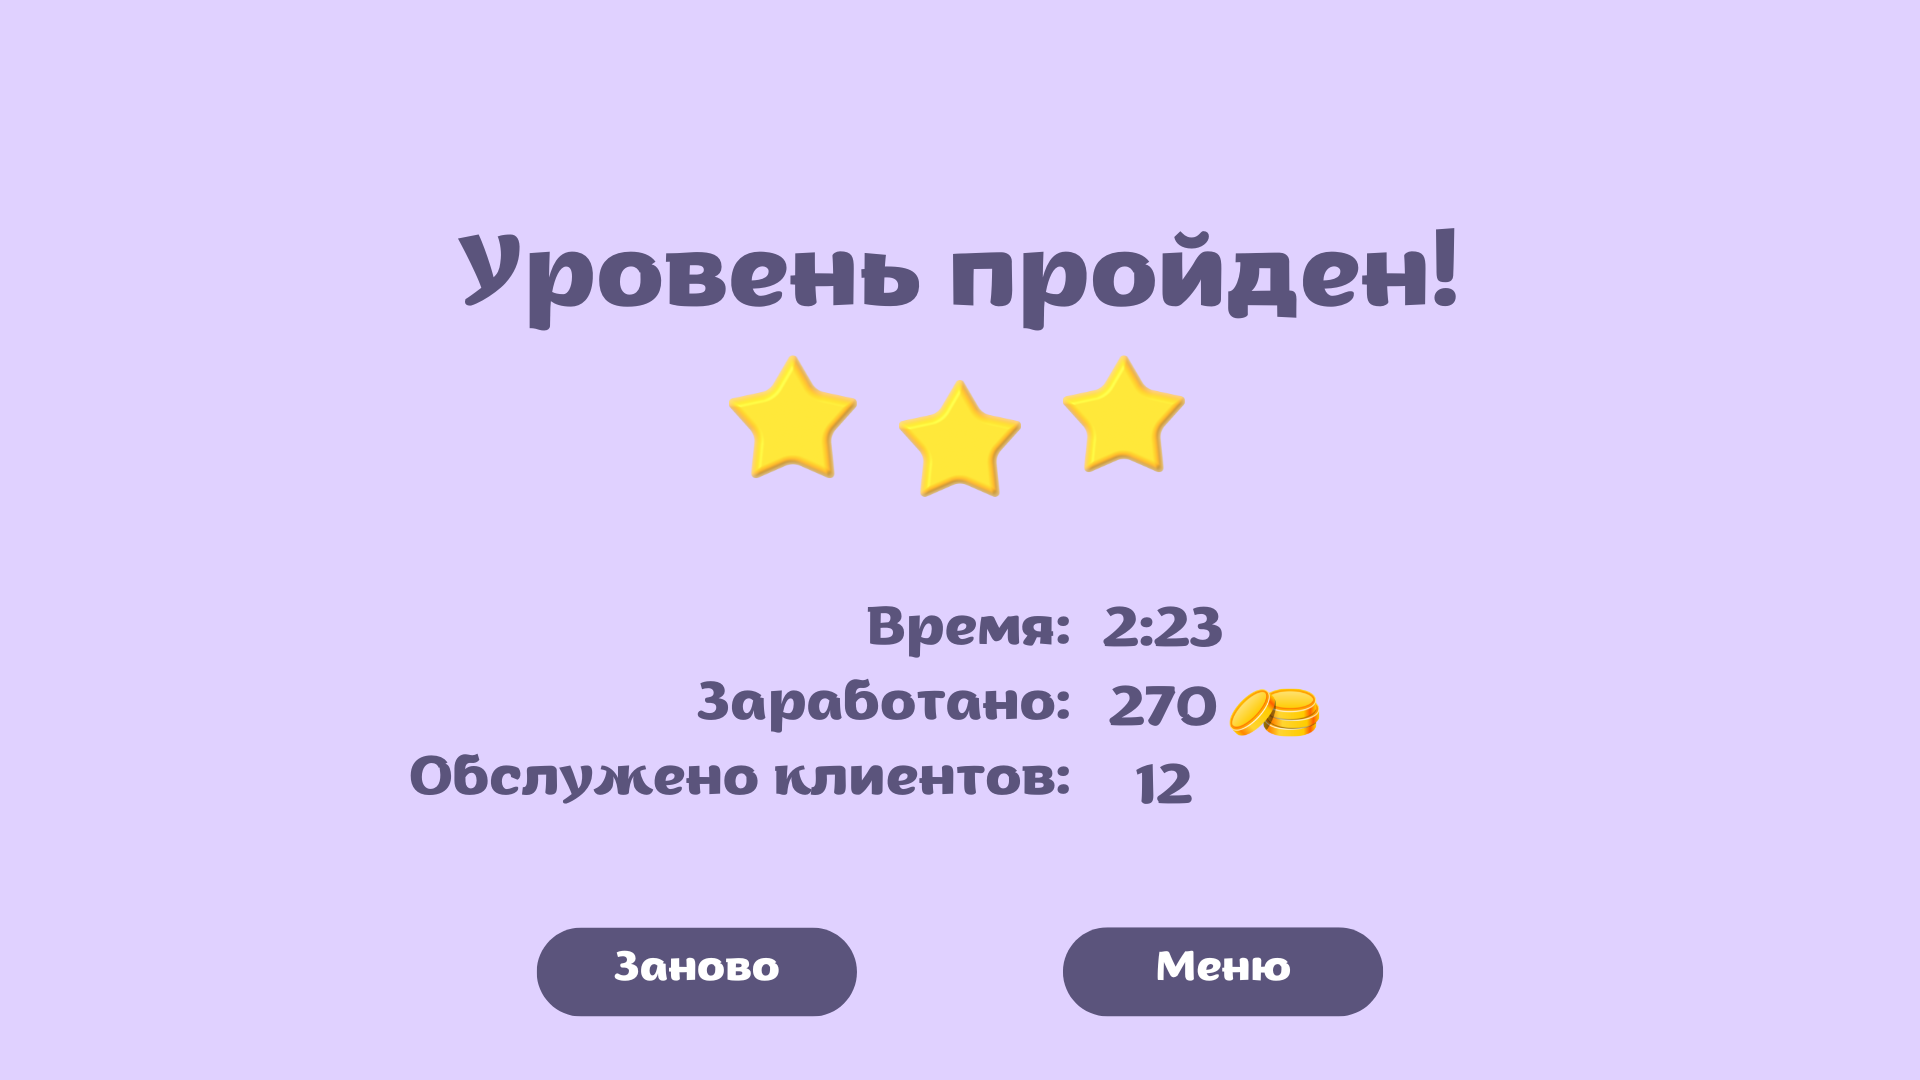 Уровень пройден!
Время: 2:23
Заработано: 270
Обслужено клиентов: 12
Заново
Меню